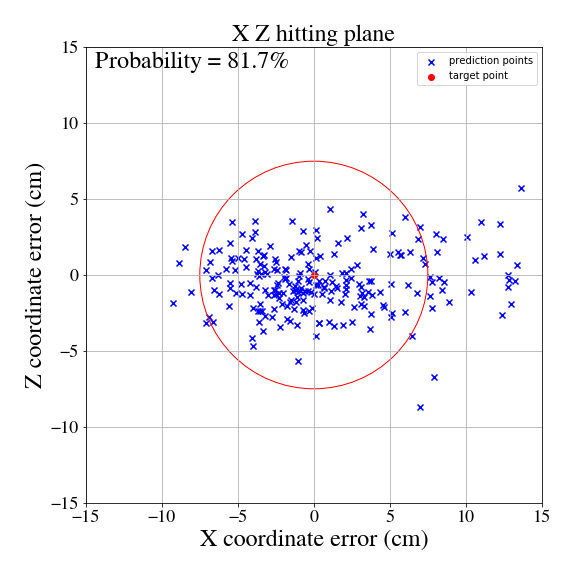 X Z hitting plane
Probability = 81.7%
prediction points
target point
15
10
5
0
−5
−10
−15
Z coordinate error (cm)
−15 −10 −5 0 5 10 15
X coordinate error (cm)